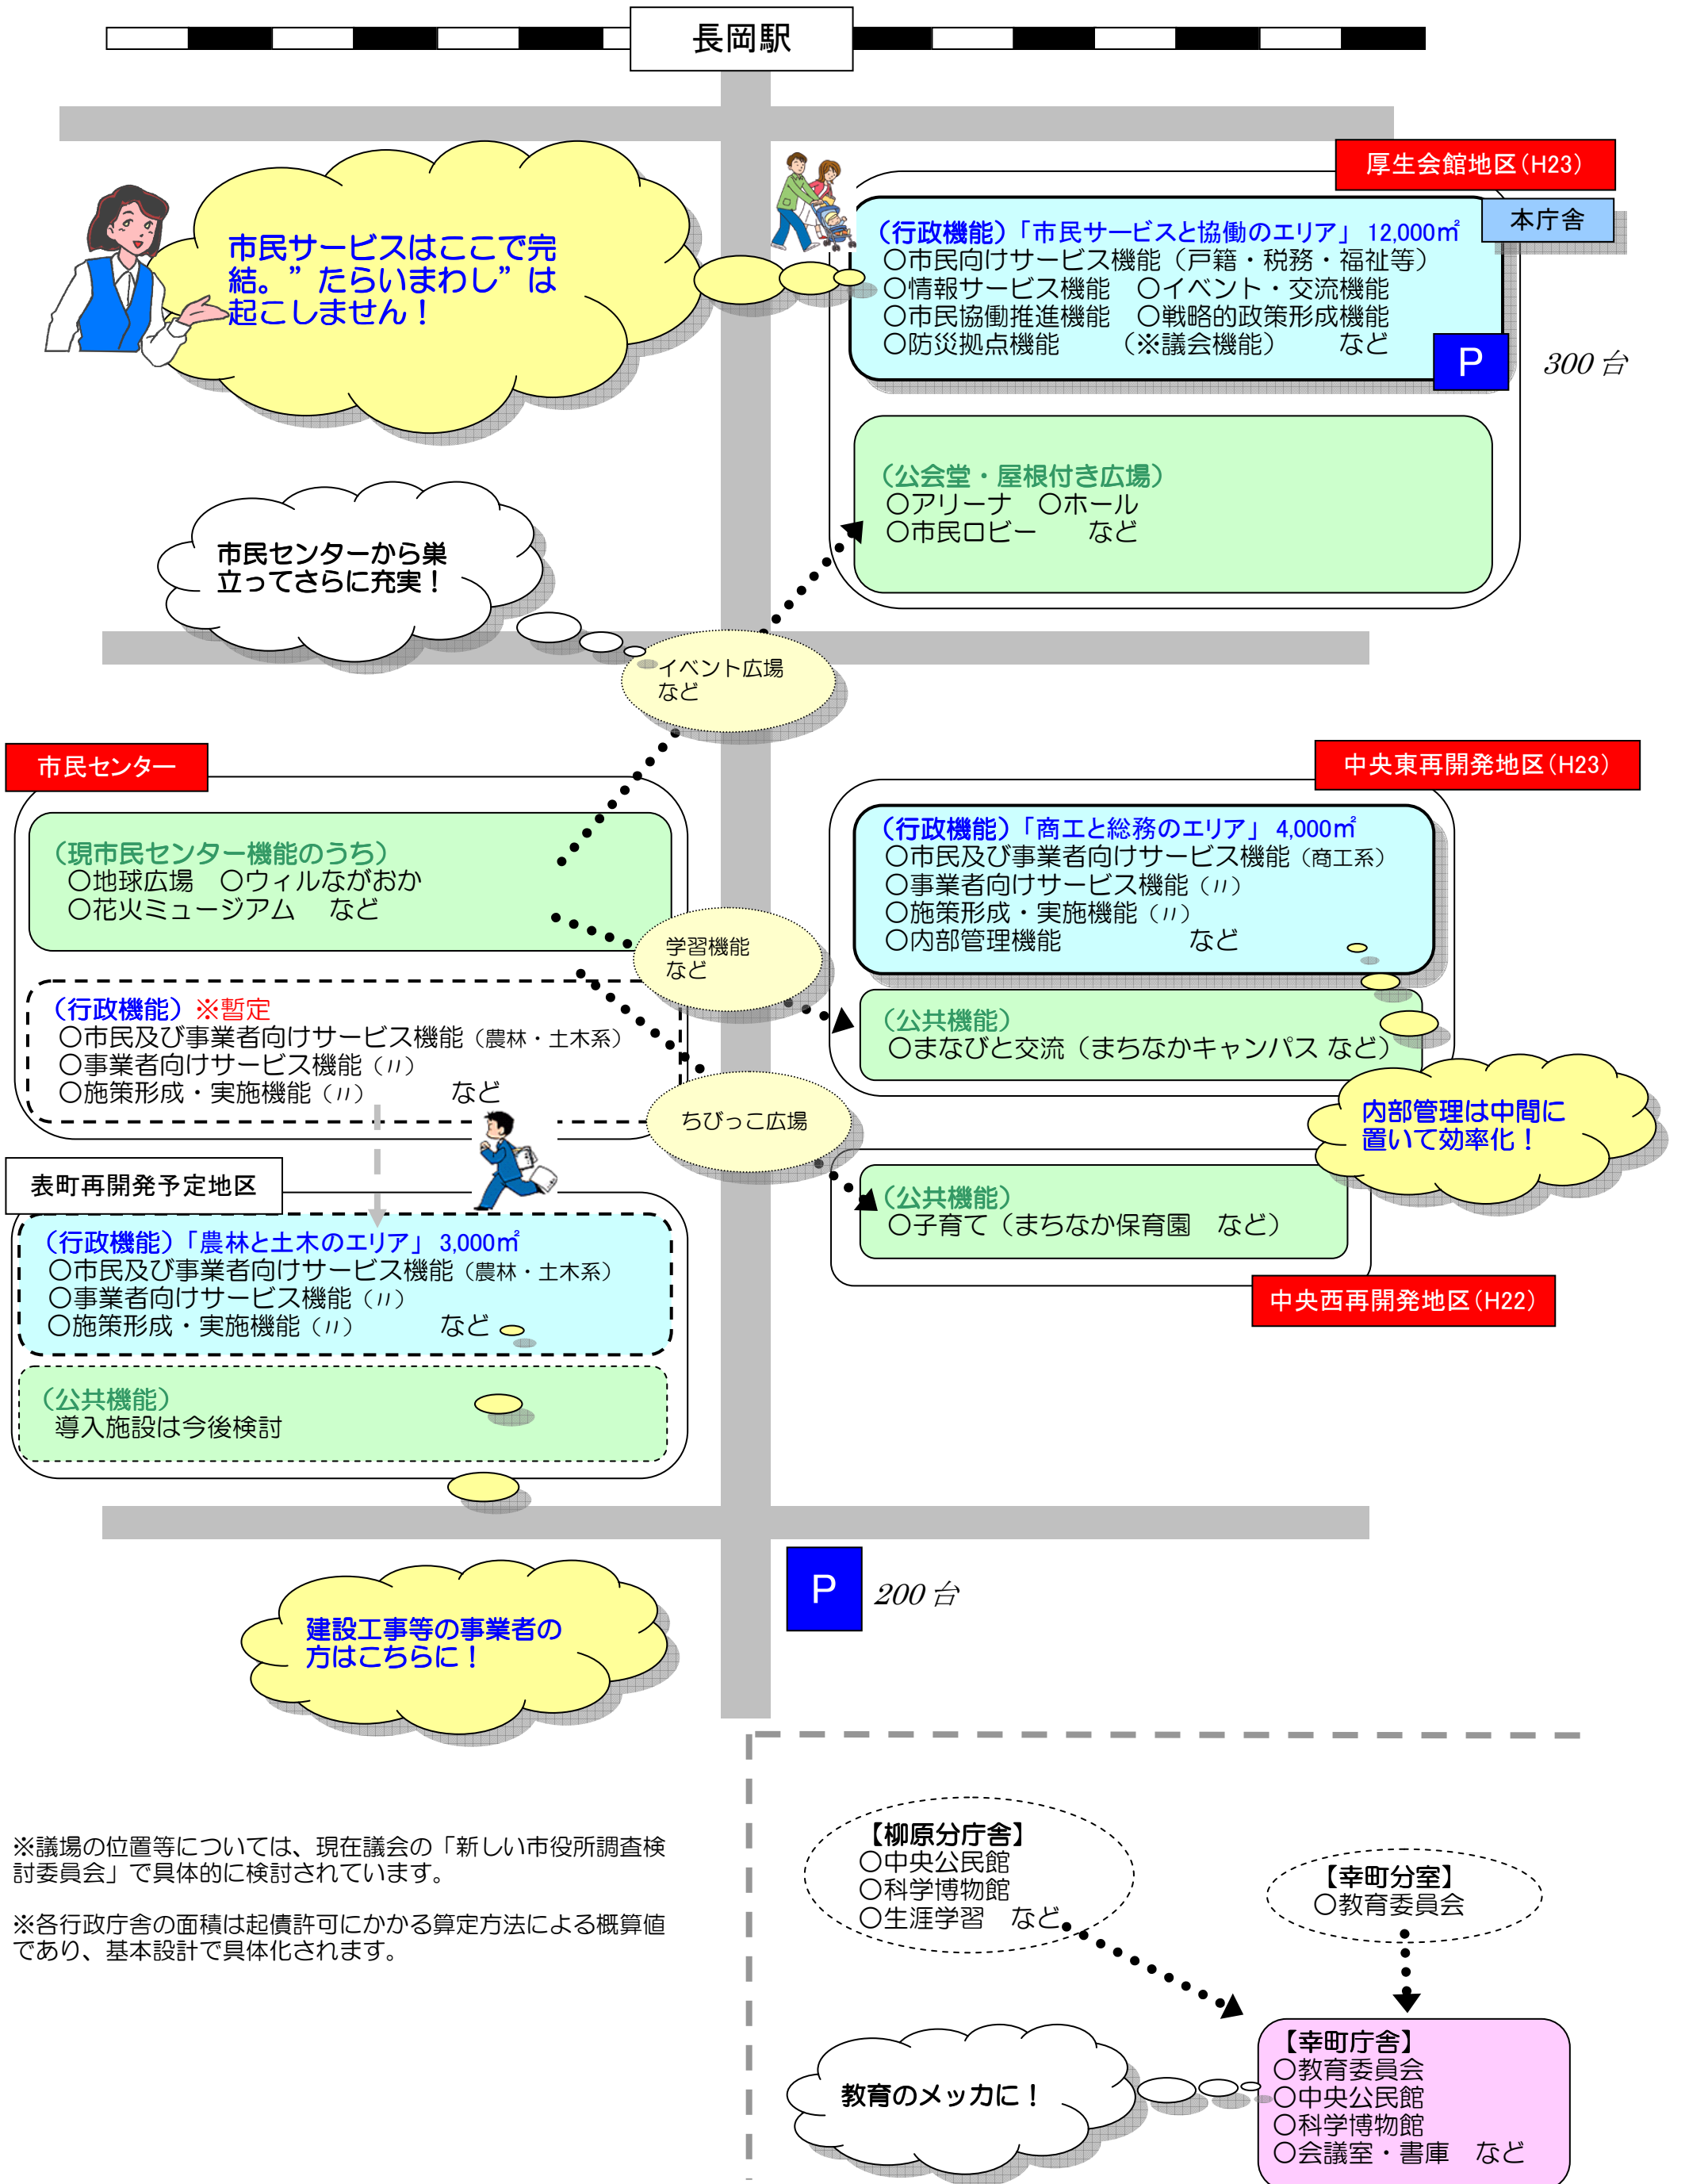 長岡駅
厚生会館地区(H23)
本庁舎
市民サービスはここで完
結。”たらいまわし”は
起こしません！
(行政機能)「市民サービスと協働のエリア」 12,000㎡
○市民向けサービス機能（戸籍・税務・福祉等）
○情報サービス機能　○イベント・交流機能
○市民協働推進機能　○戦略的政策形成機能
○防災拠点機能　　（※議会機能）　　など
P
300 台
（公会堂・屋根付き広場）
○アリーナ　○ホール
○市民ロビー　　など
市民センターから巣
立ってさらに充実！
イベント広場
など
市民センター
（現市民センター機能のうち）
○地球広場　○ウィルながおか
○花火ミュージアム　など
学習機能
など
（行政機能）※暫定
○市民及び事業者向けサービス機能（農林・土木系）
○事業者向けサービス機能（〃）
○施策形成・実施機能（〃）　　　など
ちびっこ広場
中央東再開発地区(H23)
(行政機能)「商工と総務のエリア」 4,000㎡
○市民及び事業者向けサービス機能（商工系）
○事業者向けサービス機能（〃）
○施策形成・実施機能（〃）
○内部管理機能　　　　　など
（公共機能）
○まなびと交流（まちなかキャンパス など）
内部管理は中間に
置いて効率化！
（公共機能）
○子育て（まちなか保育園　など）
中央西再開発地区(H22)
表町再開発予定地区
(行政機能)「農林と土木のエリア」 3,000㎡
○市民及び事業者向けサービス機能（農林・土木系）
○事業者向けサービス機能（〃）
○施策形成・実施機能（〃）　　　など
（公共機能）
導入施設は今後検討
P
200 台
建設工事等の事業者の
方はこちらに！
※議場の位置等については、現在議会の「新しい市役所調査検
討委員会」で具体的に検討されています。
※各行政庁舎の面積は起債許可にかかる算定方法による概算値
であり、基本設計で具体化されます。
【柳原分庁舎】
○中央公民館
○科学博物館
○生涯学習　など
【幸町分室】
○教育委員会
教育のメッカに！
【幸町庁舎】
○教育委員会
○中央公民館
○科学博物館
○会議室・書庫　など